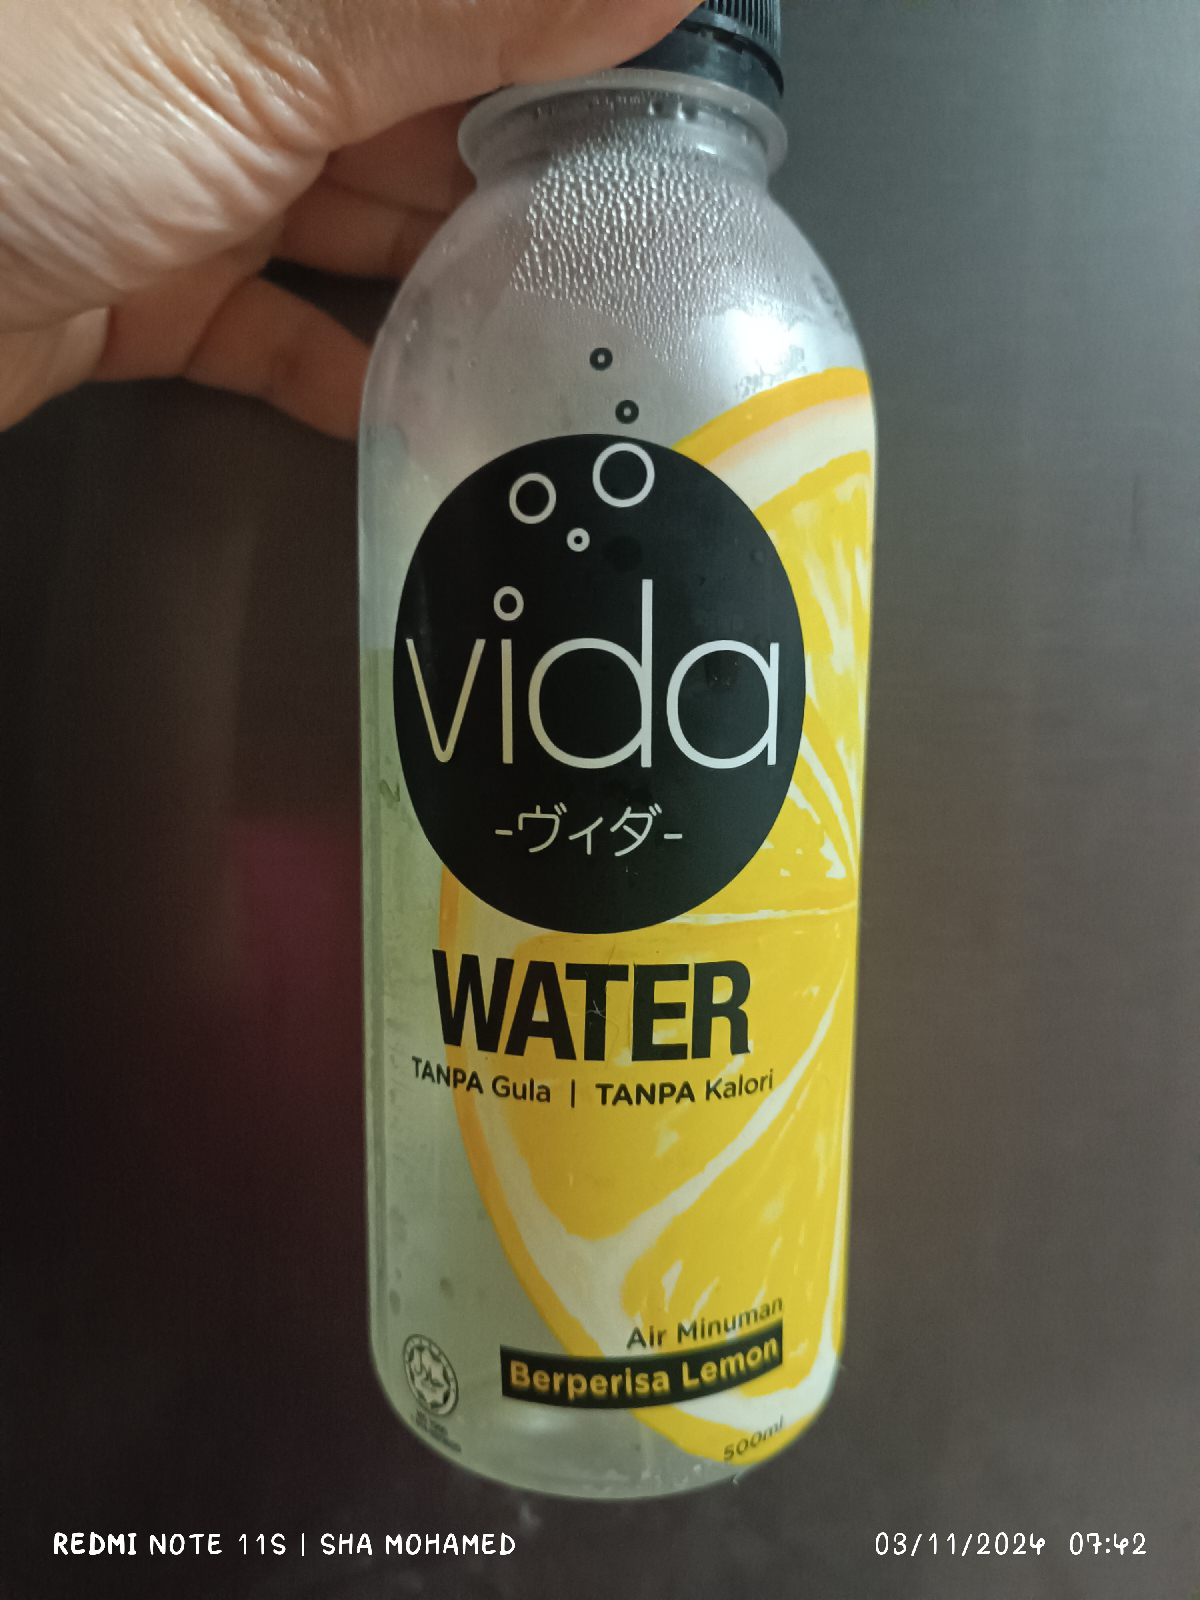 vida
-ヴィダ-
WATER
TANPA Gula | TANPA Kalori
Air Minuman
Berperisa Lemon
500ml
REDMI NOTE 11S | SHA MOHAMED
03/11/2024 07:42